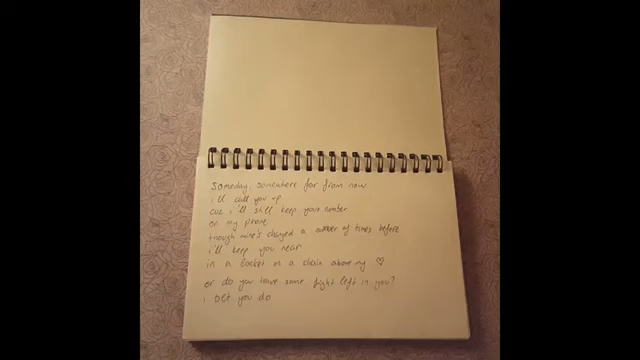 someday, somewhere far from now
i'll call you up
cuz i'll still keep your number
on my phone
though mine's changed a number of times before
i'll keep you near
in a locket on a chain above my ♡
or do you have some fight left in you?
i bet you do